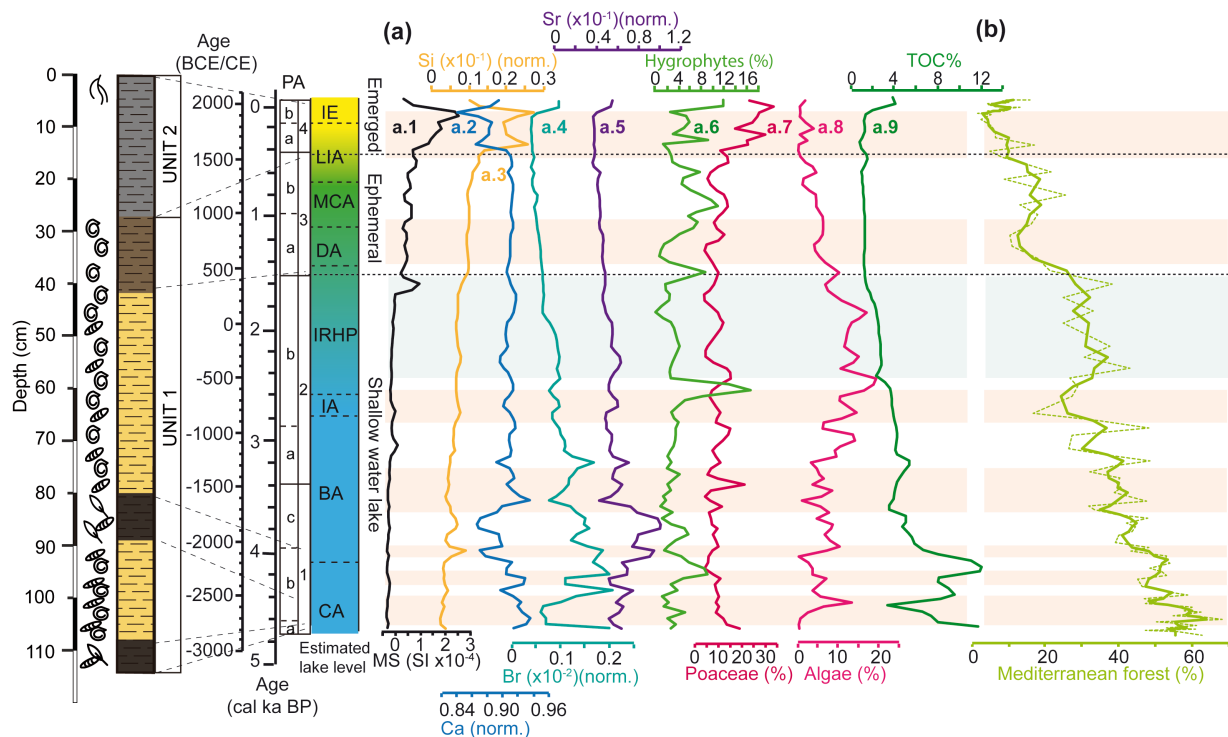 Sr (x10⁻¹)(norm.)
0 0.4 0.8 1.2
(a)
(b)
Age
(BCE/CE)
Si (x10⁻¹) (norm.)
0 0.1 0.2 0.3
Hygrophytes (%)
0 4 8 12 16
TOC%
0 4 8 12
PA
Emerged
Ephemeral
Shallow water lake
Depth (cm)
0
10
20
30
40
50
60
70
80
90
100
110
UNIT 2
UNIT 1
2000
1500
1000
500
0
-500
-1000
-1500
-2000
-2500
-3000
0
1
2
3
4
5
b
a
4
b
a
3
b
a
2
c
b
a
1
IE
LIA
MCA
DA
IRHP
IA
BA
CA
a.1
a.2
a.3
a.4
a.5
a.6
a.7
a.8
a.9
Estimated
lake level
Age
(cal ka BP)
0 1 2 3
MS (SI x10⁻⁴)
0 0.1 0.2
Br (x10⁻²)(norm.)
0.84 0.90 0.96
Ca (norm.)
0 10 20 30
Poaceae (%)
0 10 20
Algae (%)
0 20 40 60
Mediterranean forest (%)